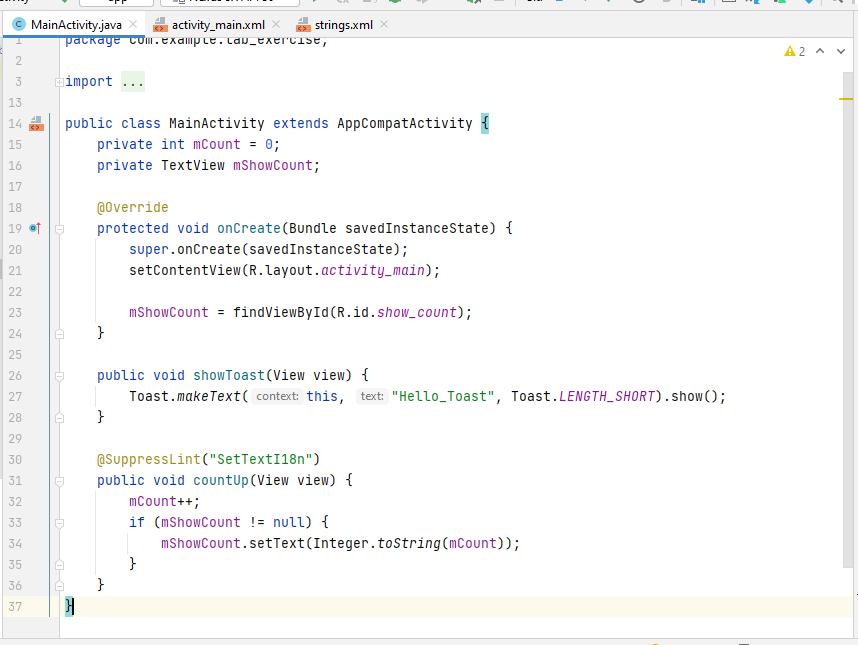 MainActivity.java
activity_main.xml
strings.xml
1 package com.example.lab_exercise;
2
3 import ...
13
14 public class MainActivity extends AppCompatActivity {
15 private int mCount = 0;
16 private TextView mShowCount;
17
18 @Override
19 protected void onCreate(Bundle savedInstanceState) {
20 super.onCreate(savedInstanceState);
21 setContentView(R.layout.activity_main);
22
23 mShowCount = findViewById(R.id.show_count);
24 }
25
26 public void showToast(View view) {
27 Toast.makeText( context: this, text: "Hello_Toast", Toast.LENGTH_SHORT).show();
28 }
29
30 @SuppressLint("SetTextI18n")
31 public void countUp(View view) {
32 mCount++;
33 if (mShowCount != null) {
34 mShowCount.setText(Integer.toString(mCount));
35 }
36 }
37 }
2